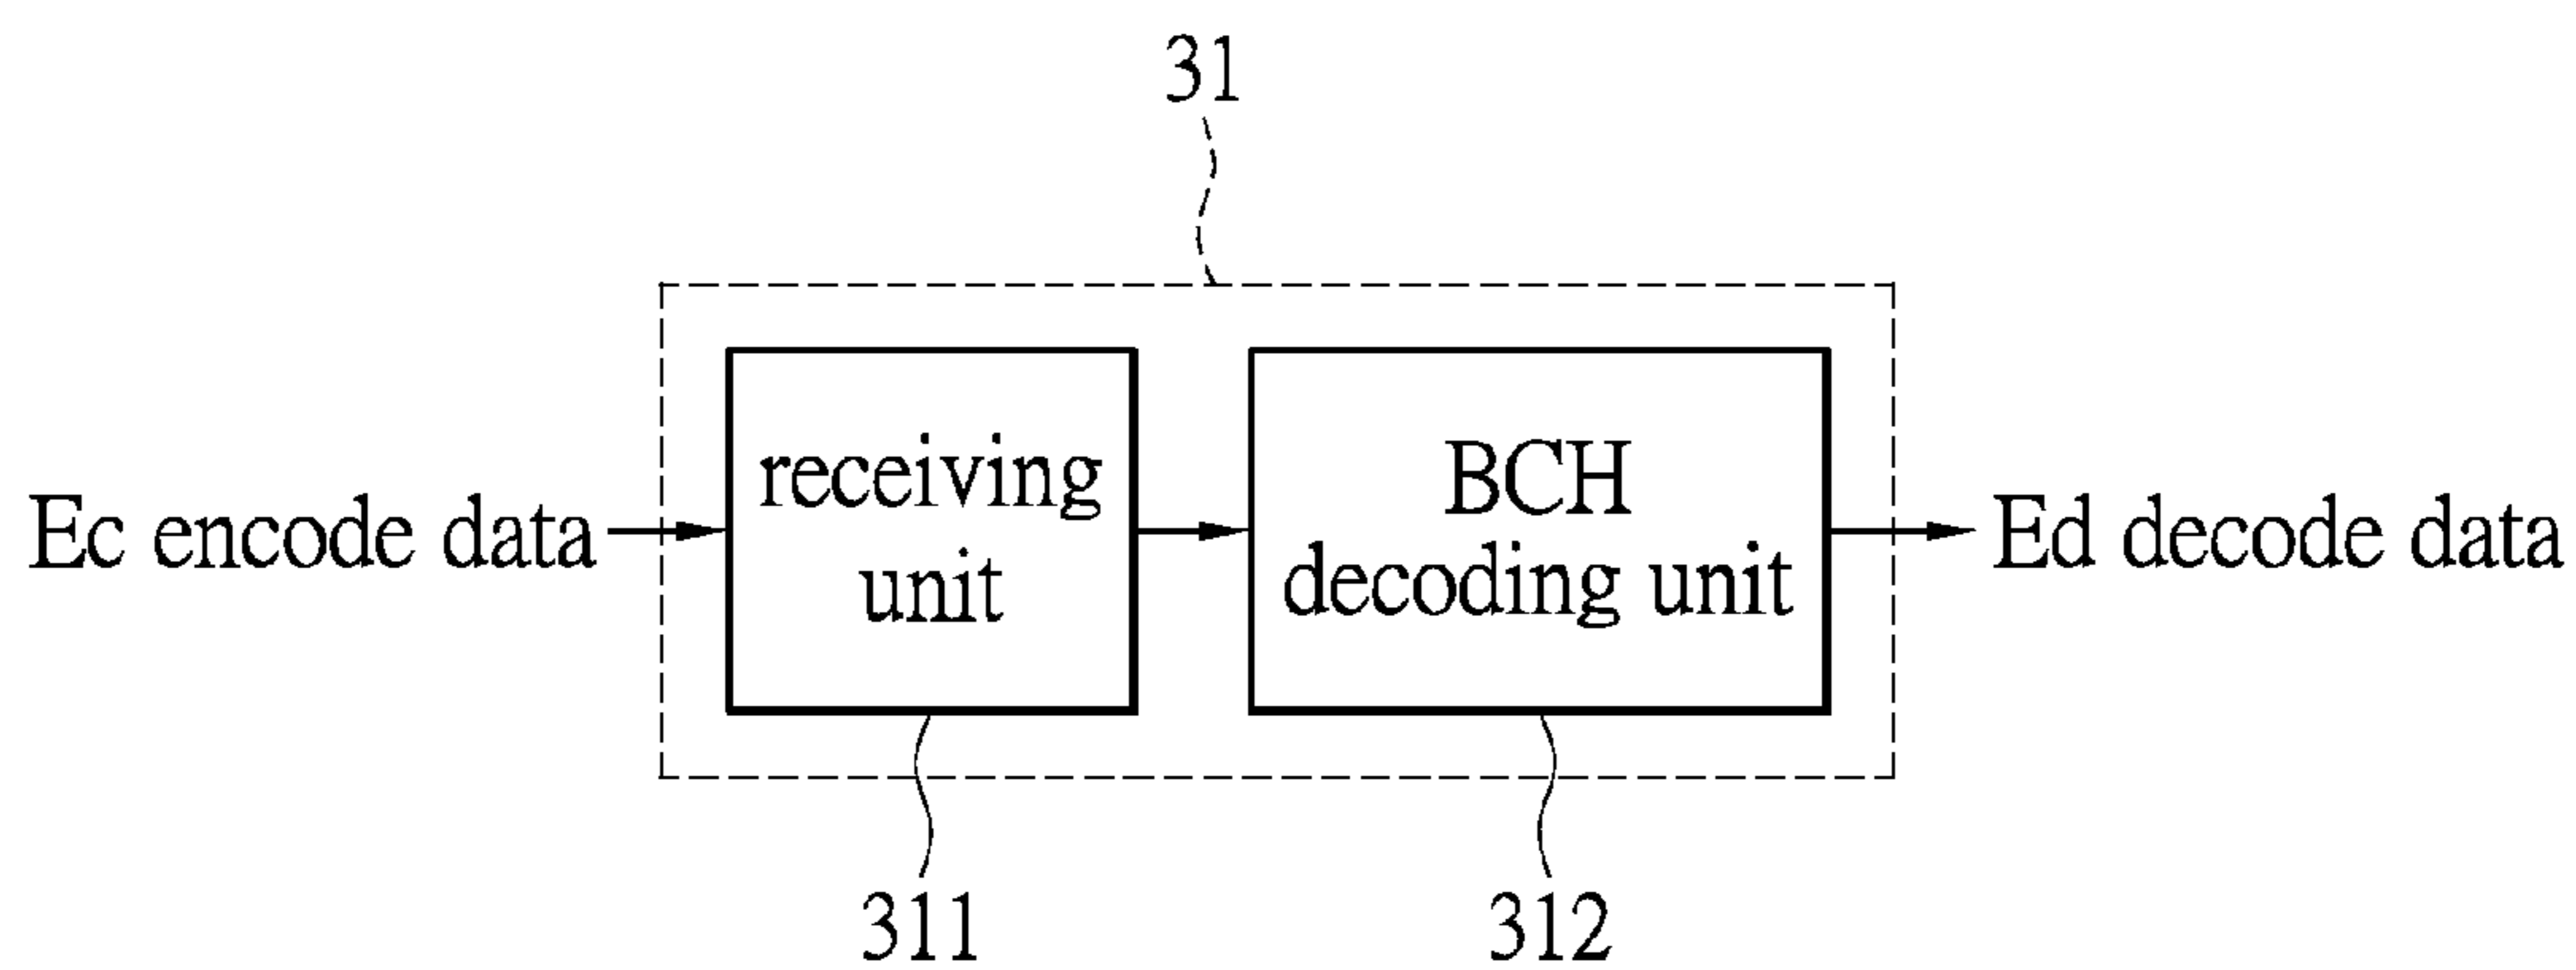 31
Ec encode data
receiving
unit
BCH
decoding unit
Ed decode data
311
312